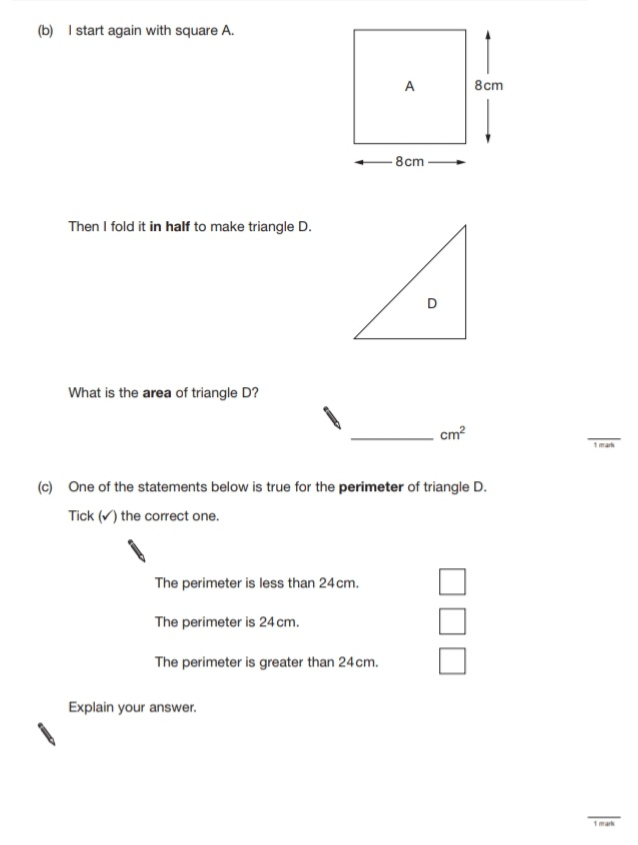 (b) I start again with square A.
A
8cm
8cm
Then I fold it in half to make triangle D.
D
What is the area of triangle D?
cm²
1 mark
(c) One of the statements below is true for the perimeter of triangle D.
Tick (✓) the correct one.
The perimeter is less than 24cm.
The perimeter is 24cm.
The perimeter is greater than 24cm.
Explain your answer.
1 mark